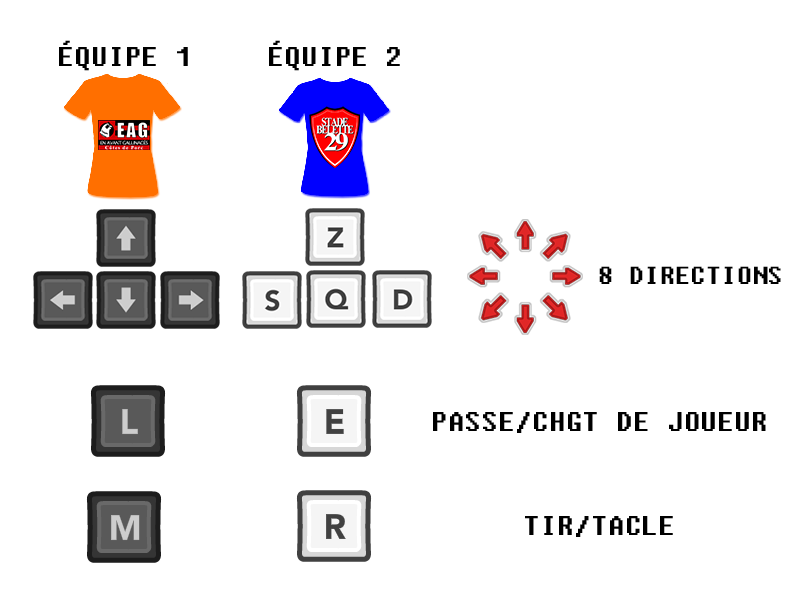 ÉQUIPE 1
ÉQUIPE 2
EAG
EN AVANT GALLINACÉS
Côtes de Porc
STADE
BELETTE
29
Z
S Q D
8 DIRECTIONS
L
E
PASSE/CHGT DE JOUEUR
M
R
TIR/TACLE